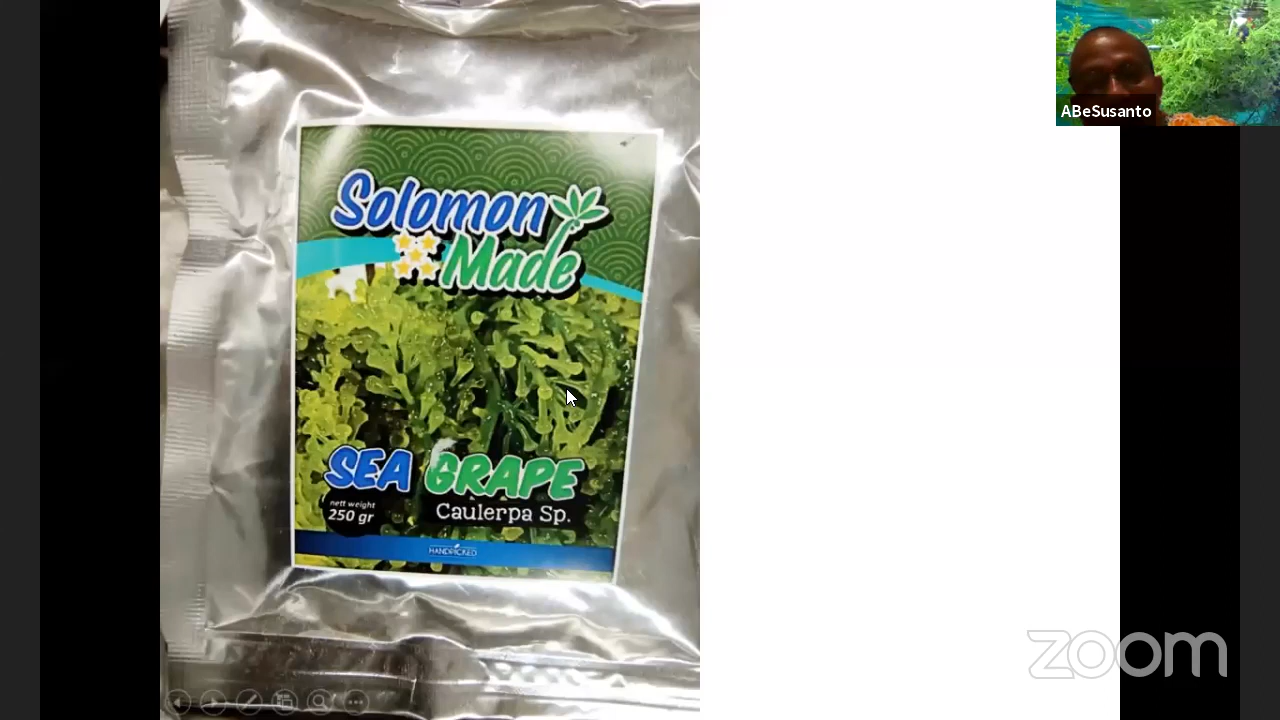 ABeSusanto
Solomon
Made
SEA GRAPE
nett weight
250 gr
Caulerpa Sp.
HANDPICKED
zoom